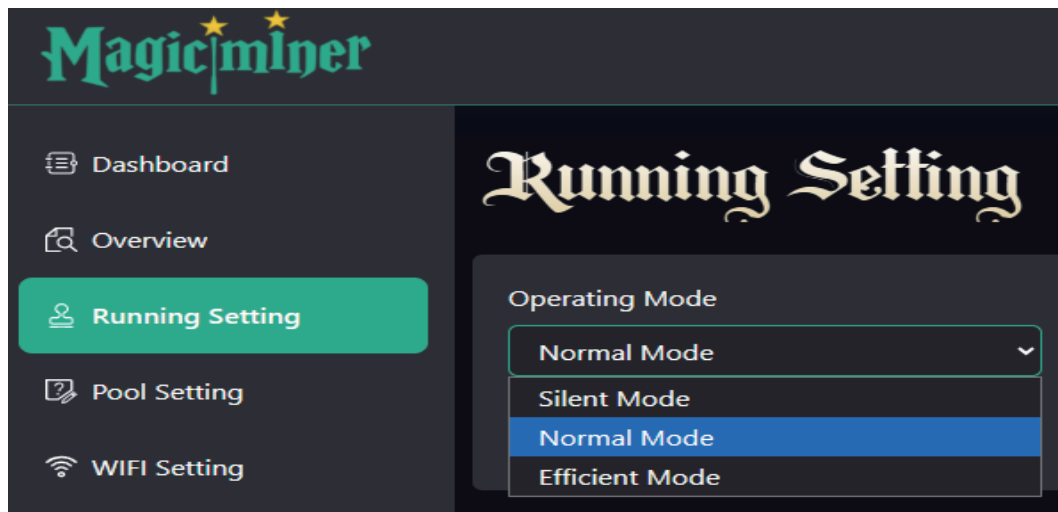 Magicminer
Dashboard
Overview
Running Setting
Pool Setting
WIFI Setting
Running Setting
Operating Mode
Normal Mode
Silent Mode
Normal Mode
Efficient Mode